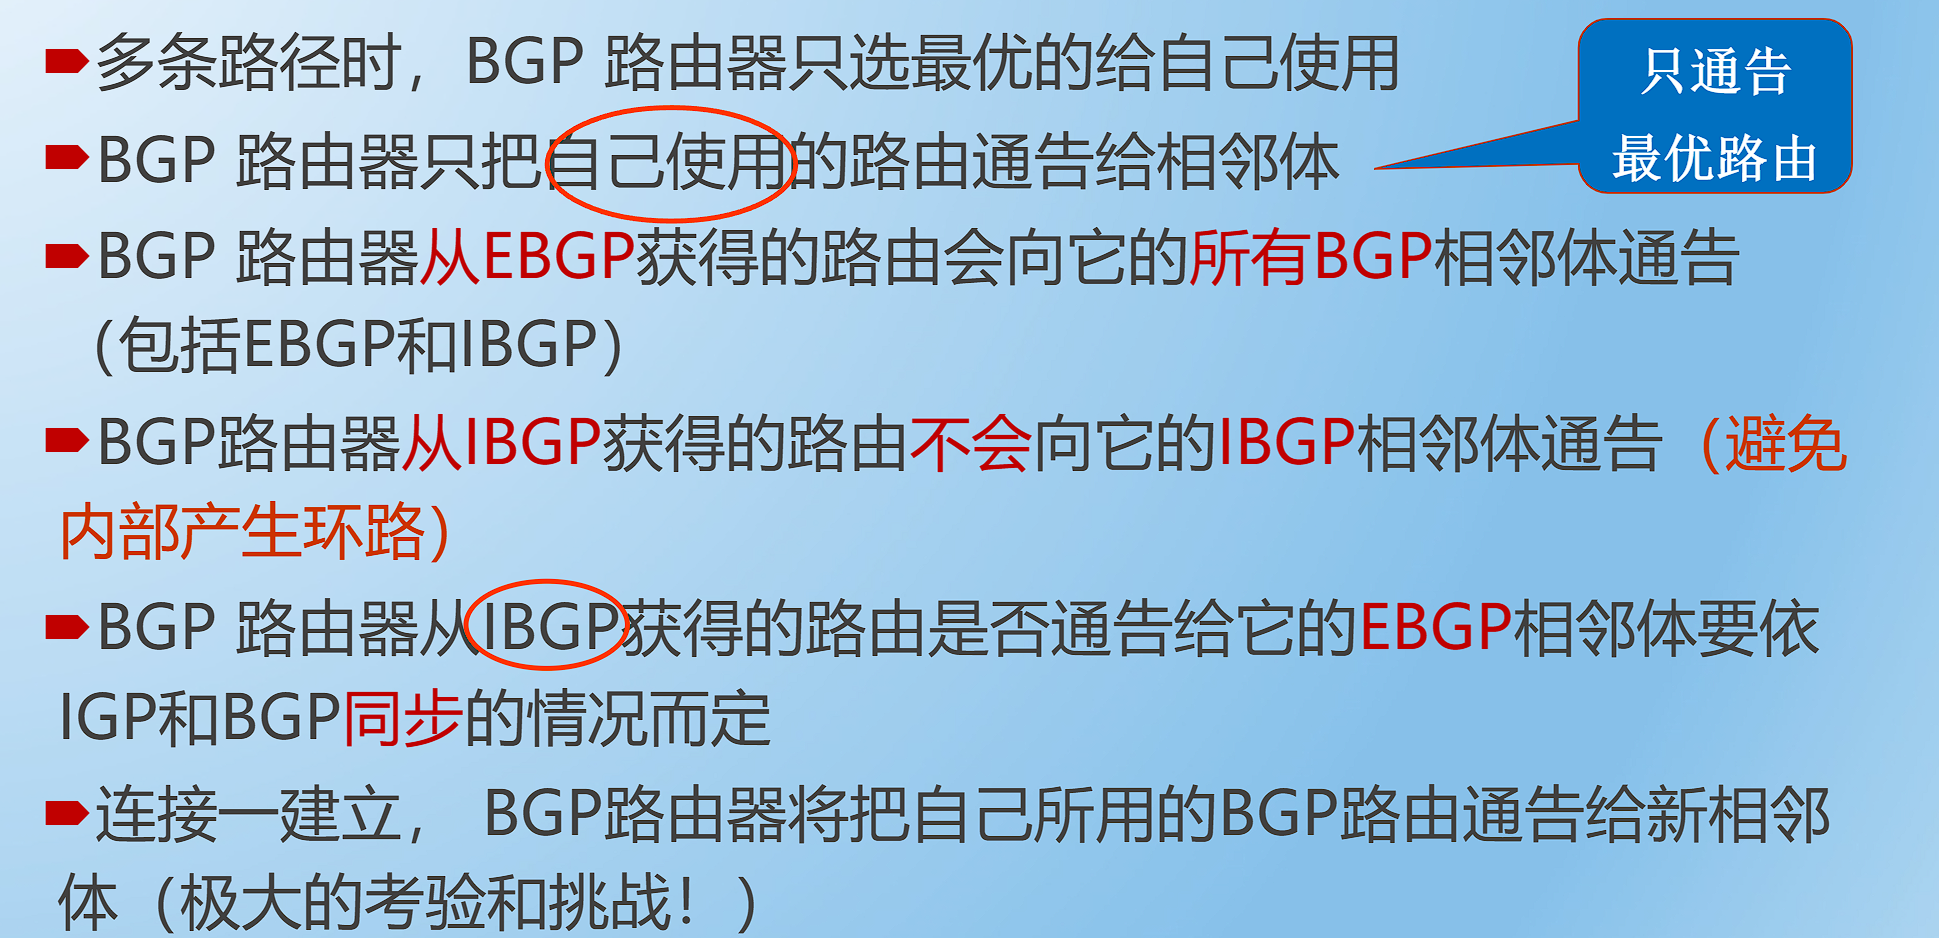 多条路径时，BGP 路由器只选最优的给自己使用
只通告
最优路由
BGP 路由器只把自己使用的路由通告给相邻体
BGP 路由器从EBGP获得的路由会向它的所有BGP相邻体通告
（包括EBGP和IBGP）
BGP路由器从IBGP获得的路由不会向它的IBGP相邻体通告（避免
内部产生环路）
BGP 路由器从IBGP获得的路由是否通告给它的EBGP相邻体要依
IGP和BGP同步的情况而定
连接一建立， BGP路由器将把自己所用的BGP路由通告给新相邻
体（极大的考验和挑战！）